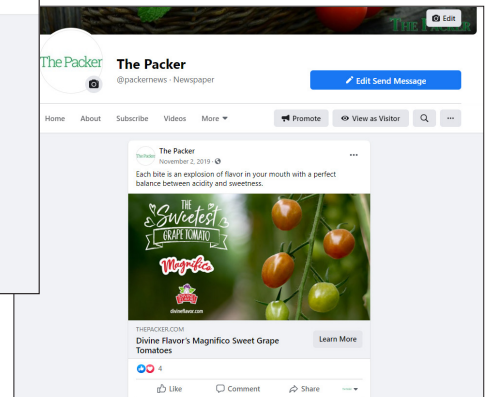 THE PACKER
Edit
The Packer
The Packer
@packernews · Newspaper
Edit Send Message
Home About Subscribe Videos More
Promote
View as Visitor
The Packer
The Packer
November 2, 2019 ·
Each bite is an explosion of flavor in your mouth with a perfect
balance between acidity and sweetness.
THE
Sweetest
GRAPE TOMATO
Magnifico
divineflavor.com
THEPACKER.COM
Divine Flavor's Magnifico Sweet Grape
Tomatoes
Learn More
4
Like Comment Share